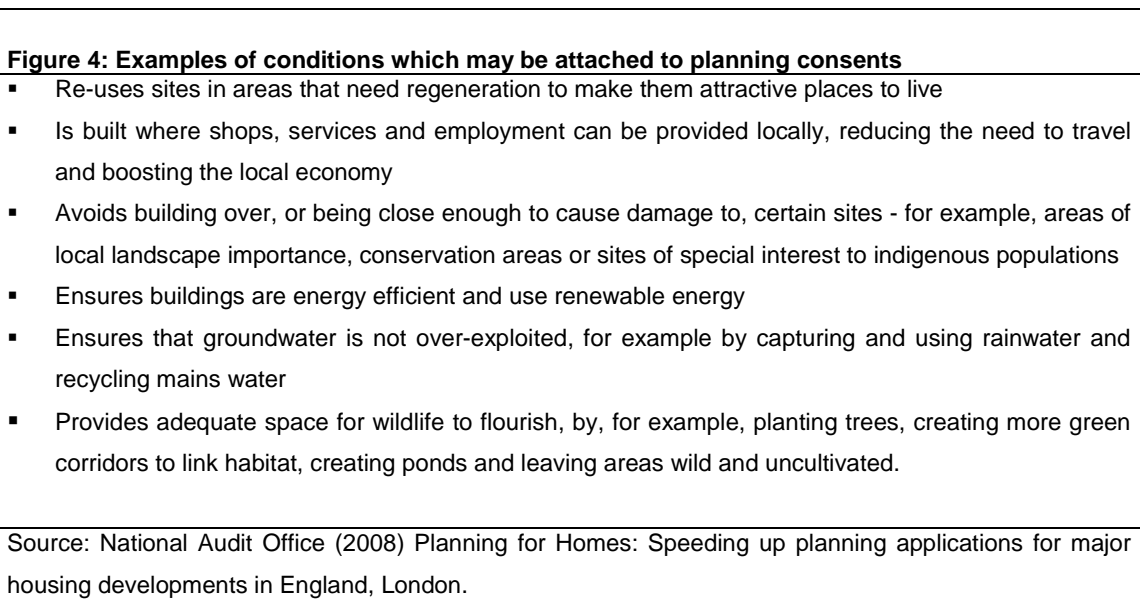 Figure 4: Examples of conditions which may be attached to planning consents
▪ Re-uses sites in areas that need regeneration to make them attractive places to live
▪ Is built where shops, services and employment can be provided locally, reducing the need to travel
and boosting the local economy
▪ Avoids building over, or being close enough to cause damage to, certain sites - for example, areas of
local landscape importance, conservation areas or sites of special interest to indigenous populations
▪ Ensures buildings are energy efficient and use renewable energy
▪ Ensures that groundwater is not over-exploited, for example by capturing and using rainwater and
recycling mains water
▪ Provides adequate space for wildlife to flourish, by, for example, planting trees, creating more green
corridors to link habitat, creating ponds and leaving areas wild and uncultivated.
Source: National Audit Office (2008) Planning for Homes: Speeding up planning applications for major
housing developments in England, London.